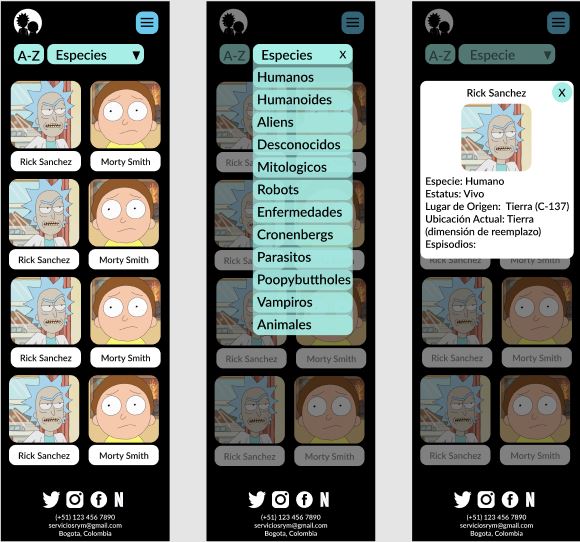 A-Z
Especies
Rick Sanchez
Morty Smith
Rick Sanchez
Morty Smith
Rick Sanchez
Morty Smith
Rick Sanchez
Morty Smith
(+51) 123 456 7890
serviciosrym@gmail.com
Bogota, Colombia
A-Z
Especies X
Humanos
Humanoides
Aliens
Desconocidos
Mitologicos
Robots
Enfermedades
Cronenbergs
Parasitos
Poopybuttholes
Vampiros
Animales
Rick Sanchez
Morty Smith
Rick Sanchez
Morty Smith
(+51) 123 456 7890
serviciosrym@gmail.com
Bogota, Colombia
A-Z
Especie
Rick Sanchez
X
Especie: Humano
Estatus: Vivo
Lugar de Origen: Tierra (C-137)
Ubicación Actual: Tierra
(dimensión de reemplazo)
Espisodios:
Rick Sanchez
Morty Smith
Rick Sanchez
Morty Smith
Rick Sanchez
Morty Smith
(+51) 123 456 7890
serviciosrym@gmail.com
Bogota, Colombia